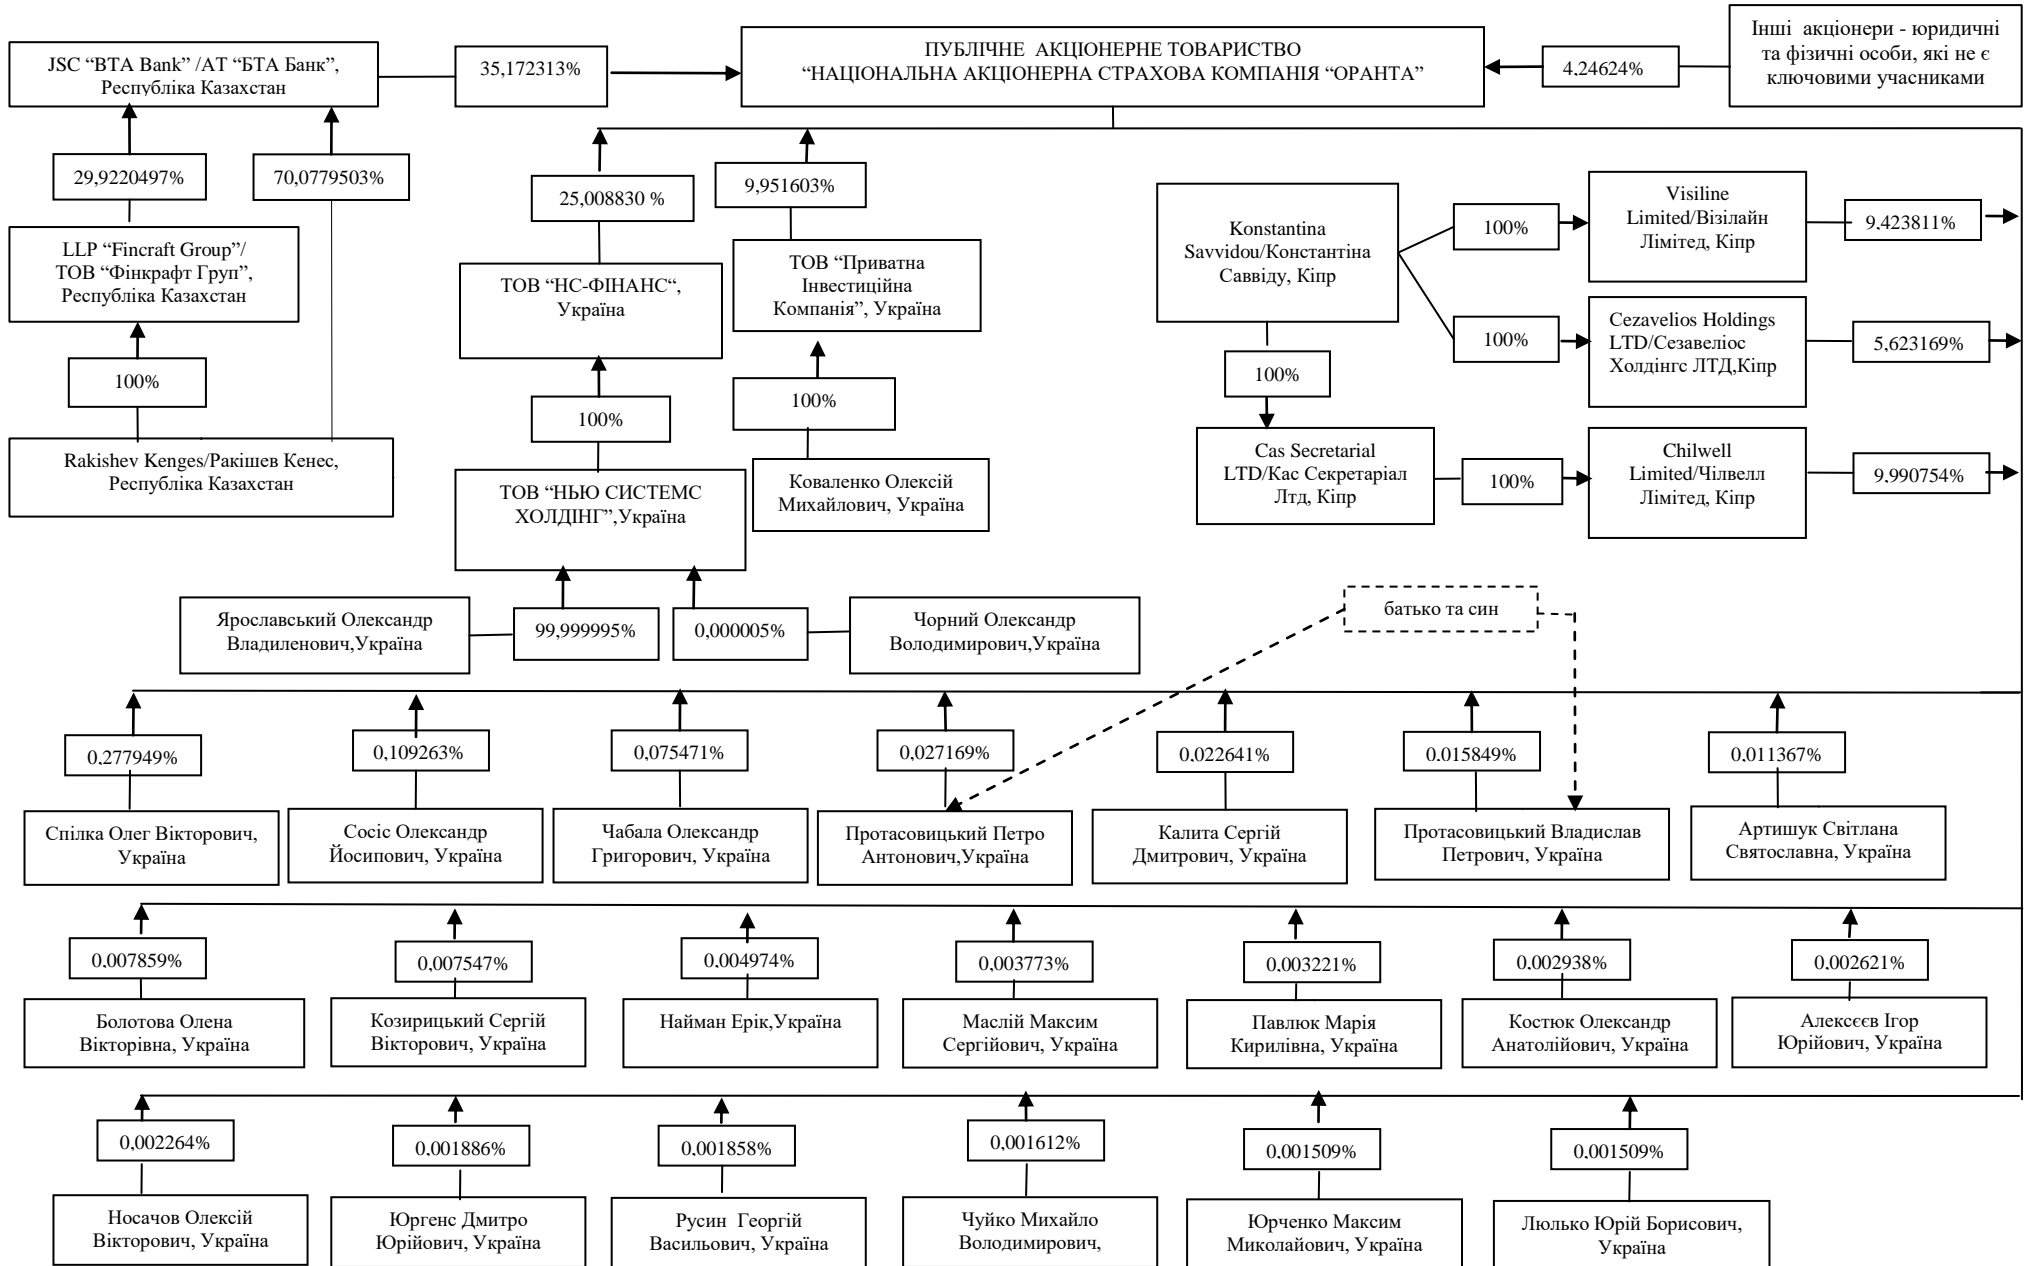 JSC “BTA Bank” /АТ “БТА Банк”,
Республіка Казахстан
35,172313%
ПУБЛІЧНЕ АКЦІОНЕРНЕ ТОВАРИСТВО
“НАЦІОНАЛЬНА АКЦІОНЕРНА СТРАХОВА КОМПАНІЯ “ОРАНТА”
4,24624%
Інші акціонери - юридичні
та фізичні особи, які не є
ключовими учасниками
29,9220497%
70,0779503%
25,008830 %
9,951603%
LLP “Fincraft Group”/
ТОВ “Фінкрафт Груп”,
Республіка Казахстан
ТОВ “НС-ФІНАНС“,
Україна
ТОВ “Приватна
Інвестиційна
Компанія”, Україна
Konstantina
Savvidou/Константіна
Саввіду, Кіпр
100%
Visiline
Limited/Візілайн
Лімітед, Кіпр
9,423811%
100%
Cezavelios Holdings
LTD/Сезавеліос
Холдінгс ЛТД,Кіпр
5,623169%
100%
100%
100%
100%
Rakishev Kenges/Ракішев Кенес,
Республіка Казахстан
ТОВ “НЬЮ СИСТЕМС
ХОЛДІНГ”,Україна
Коваленко Олексій
Михайлович, Україна
Cas Secretarial
LTD/Кас Секретаріал
Лтд, Кіпр
100%
Chilwell
Limited/Чілвелл
Лімітед, Кіпр
9,990754%
Ярославський Олександр
Владиленович,Україна
99,999995%
0,000005%
Чорний Олександр
Володимирович,Україна
батько та син
0,277949%
0,109263%
0,075471%
0,027169%
0,022641%
0,015849%
0,011367%
Спілка Олег Вікторович,
Україна
Сосіс Олександр
Йосипович, Україна
Чабала Олександр
Григорович, Україна
Протасовицький Петро
Антонович,Україна
Калита Сергій
Дмитрович, Україна
Протасовицький Владислав
Петрович, Україна
Артишук Світлана
Святославна, Україна
0,007859%
0,007547%
0,004974%
0,003773%
0,003221%
0,002938%
0,002621%
Болотова Олена
Вікторівна, Україна
Козирицький Сергій
Вікторович, Україна
Найман Ерік,Україна
Маслій Максим
Сергійович, Україна
Павлюк Марія
Кирилівна, Україна
Костюк Олександр
Анатолійович, Україна
Алексєєв Ігор
Юрійович, Україна
0,002264%
0,001886%
0,001858%
0,001612%
0,001509%
0,001509%
Носачов Олексій
Вікторович, Україна
Юргенс Дмитро
Юрійович, Україна
Русин Георгій
Васильович, Україна
Чуйко Михайло
Володимирович,
Юрченко Максим
Миколайович, Україна
Люлько Юрій Борисович,
Україна